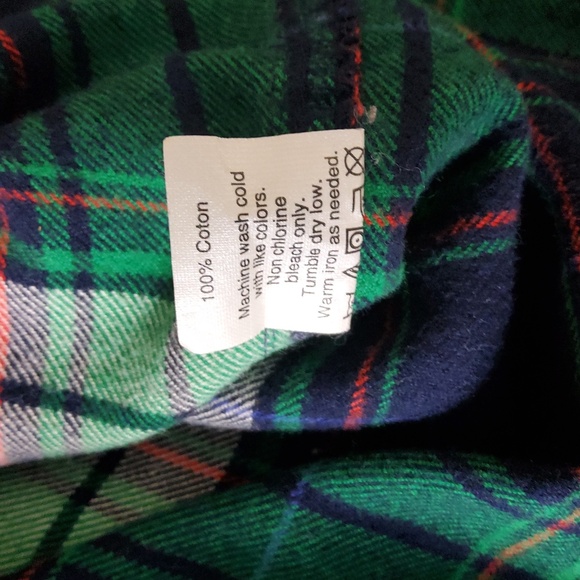 100% Coton
Machine wash cold
with like colors.
Non chlorine
bleach only.
Tumble dry low.
Warm iron as needed.